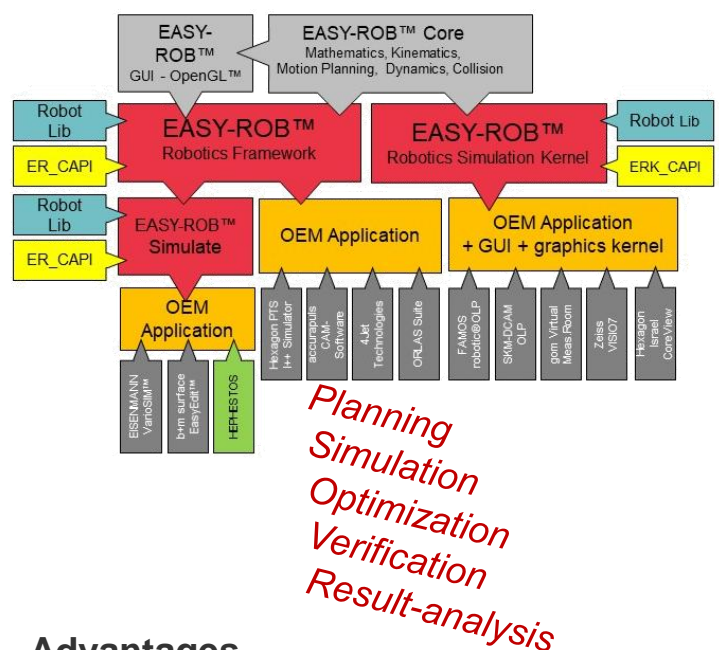 EASY-
ROB™
GUI - OpenGL™
EASY-ROB™ Core
Mathematics, Kinematics,
Motion Planning, Dynamics, Collision
Robot
Lib
ER_CAPI
EASY-ROB™
Robotics Framework
EASY-ROB™
Robotics Simulation Kernel
Robot Lib
ERK_CAPI
Robot
Lib
ER_CAPI
EASY-ROB™
Simulate
OEM Application
OEM Application
+ GUI + graphics kernel
OEM
Application
EISENMANN
VarioSIM™
b+m surface
EasyEdit™
HEPHESTOS
Hexagon PTS
I++ Simulator
accurapuls
CAM-
Software
4Jet
Technologies
ORLAS Suite
FAMOS
robotic®OLP
SKM-DCAM
OLP
gom Virtual
Meas.Room
Zeiss
VISIO7
Hexagon
Israel
CoreView
Planning
Simulation
Optimization
Verification
Result-analysis
Advantages